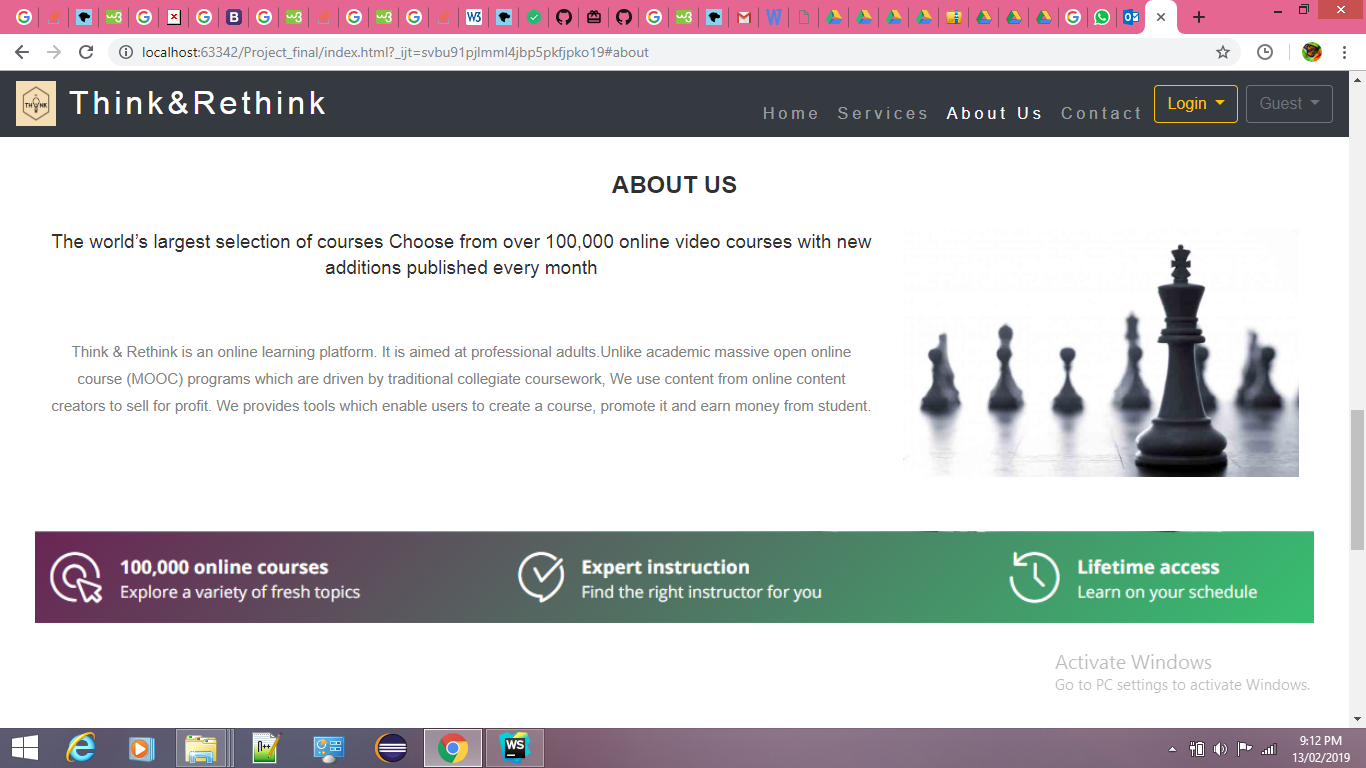 localhost:63342/Project_final/index.html?_ijt=svbu91pjlmml4jbp5pkfjpko19#about
THINK
Think&Rethink
Home Services About Us Contact Login Guest
ABOUT US
The world’s largest selection of courses Choose from over 100,000 online video courses with new
additions published every month
Think & Rethink is an online learning platform. It is aimed at professional adults.Unlike academic massive open online
course (MOOC) programs which are driven by traditional collegiate coursework, We use content from online content
creators to sell for profit. We provides tools which enable users to create a course, promote it and earn money from student.
100,000 online courses
Explore a variety of fresh topics
Expert instruction
Find the right instructor for you
Lifetime access
Learn on your schedule
Activate Windows
Go to PC settings to activate Windows.
WS
9:12 PM
13/02/2019